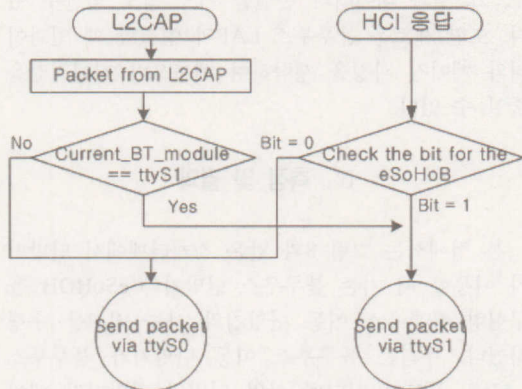 L2CAP
HCI 응답
Packet from L2CAP
No
Current_BT_module
== ttyS1
Bit = 0
Check the bit for the
eSoHoB
Yes
Bit = 1
Send packet
via ttyS0
Send packet
via ttyS1